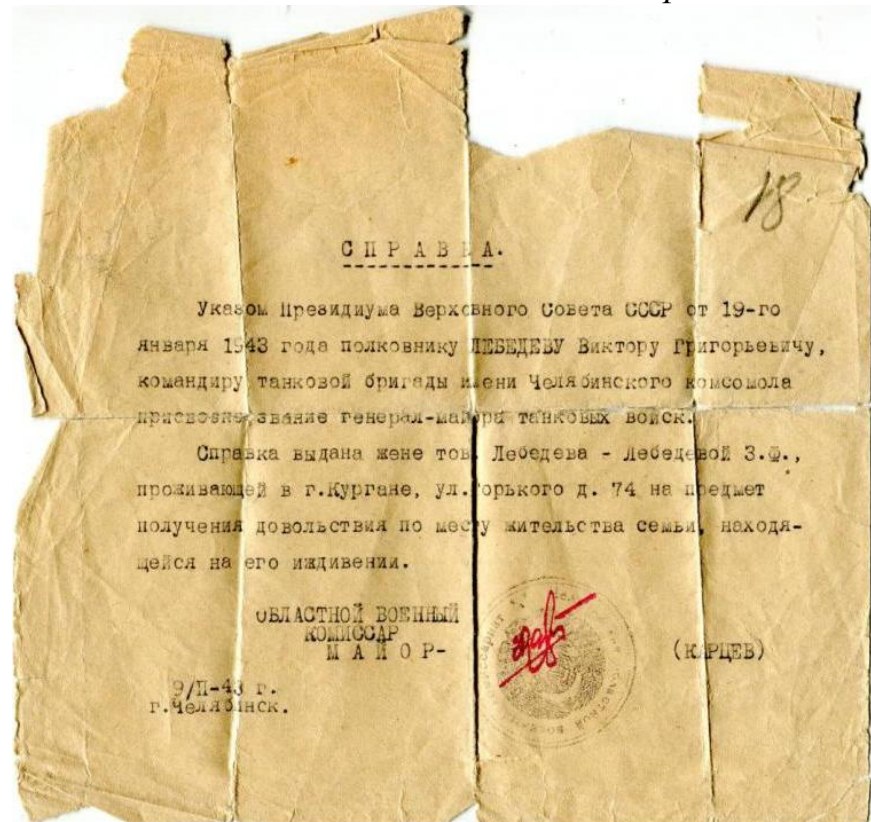 18
С П Р А В К А.
Указом Президиума Верховного Совета СССР от 19-го
января 1943 года полковнику ЛЕБЕДЕВУ Виктору Григорьевичу,
командиру танковой бригады имени Челябинского комсомола
присвоено звание генерал-майора танковых войск.
Справка выдана жене тов. Лебедева - Лебедевой З.Ф.,
проживающей в г.Кургане, ул.Горького д. 74 на предмет
получения довольствия по месту жительства семьи, находя-
щейся на его иждивении.
ОБЛАСТНОЙ ВОЕННЫЙ
КОМИССАР
М А Й О Р-
(КАРЦЕВ)
9/П-43 г.
г.Челябинск.